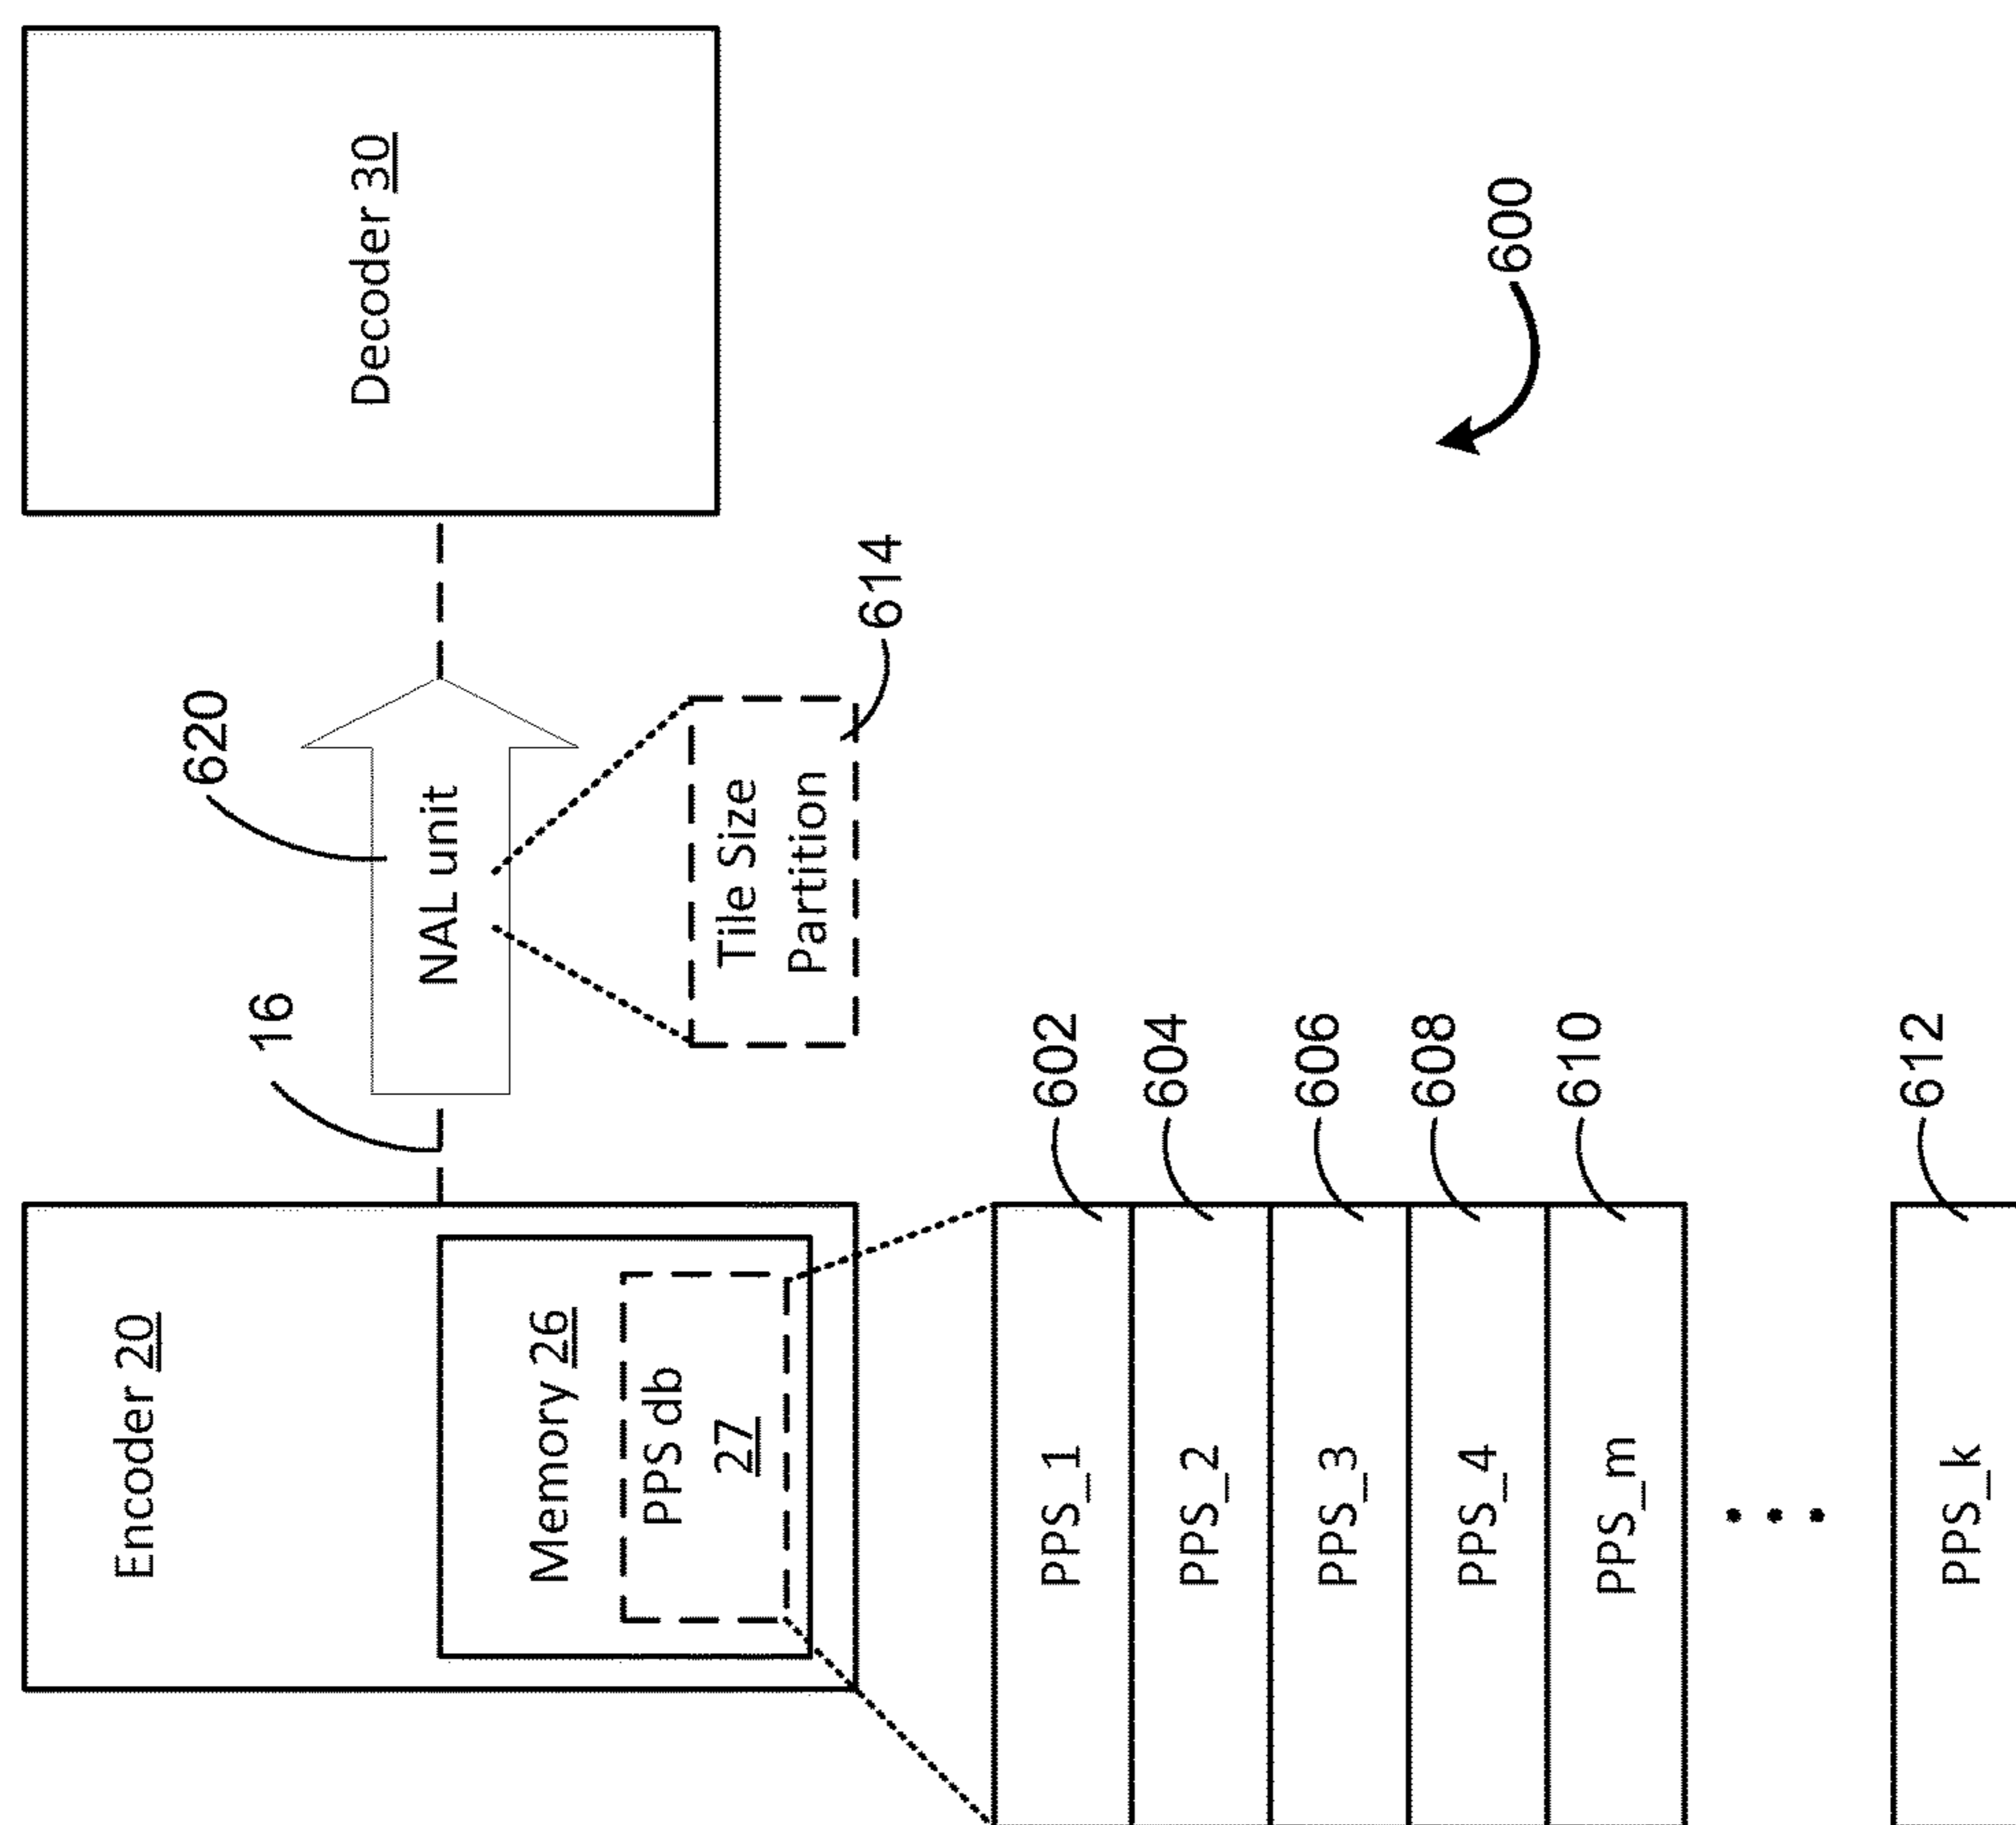 Encoder 20
Memory 26
PPS db
27
16
620
NAL unit
Tile Size
Partition
614
Decoder 30
PPS_1
602
PPS_2
604
PPS_3
606
PPS_4
608
PPS_m
610
PPS_k
612
600